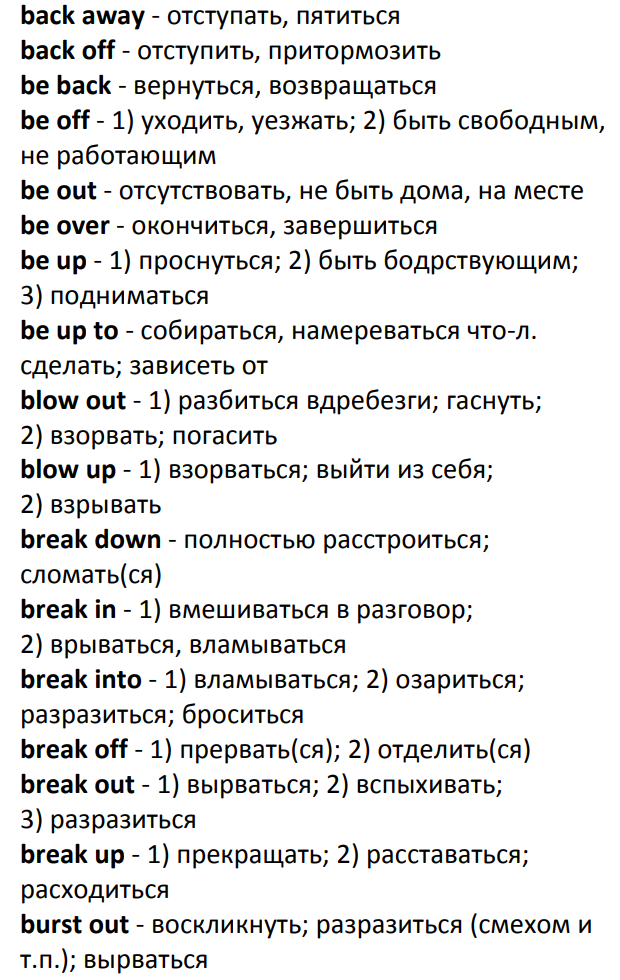 back away - отступать, пятиться
back off - отступить, притормозить
be back - вернуться, возвращаться
be off - 1) уходить, уезжать; 2) быть свободным,
не работающим
be out - отсутствовать, не быть дома, на месте
be over - окончиться, завершиться
be up - 1) проснуться; 2) быть бодрствующим;
3) подниматься
be up to - собираться, намереваться что-л.
сделать; зависеть от
blow out - 1) разбиться вдребезги; гаснуть;
2) взорвать; погасить
blow up - 1) взорваться; выйти из себя;
2) взрывать
break down - полностью расстроиться;
сломать(ся)
break in - 1) вмешиваться в разговор;
2) врываться, вламываться
break into - 1) вламываться; 2) озариться;
разразиться; броситься
break off - 1) прервать(ся); 2) отделить(ся)
break out - 1) вырваться; 2) вспыхивать;
3) разразиться
break up - 1) прекращать; 2) расставаться;
расходиться
burst out - воскликнуть; разразиться (смехом и
т.п.); вырваться